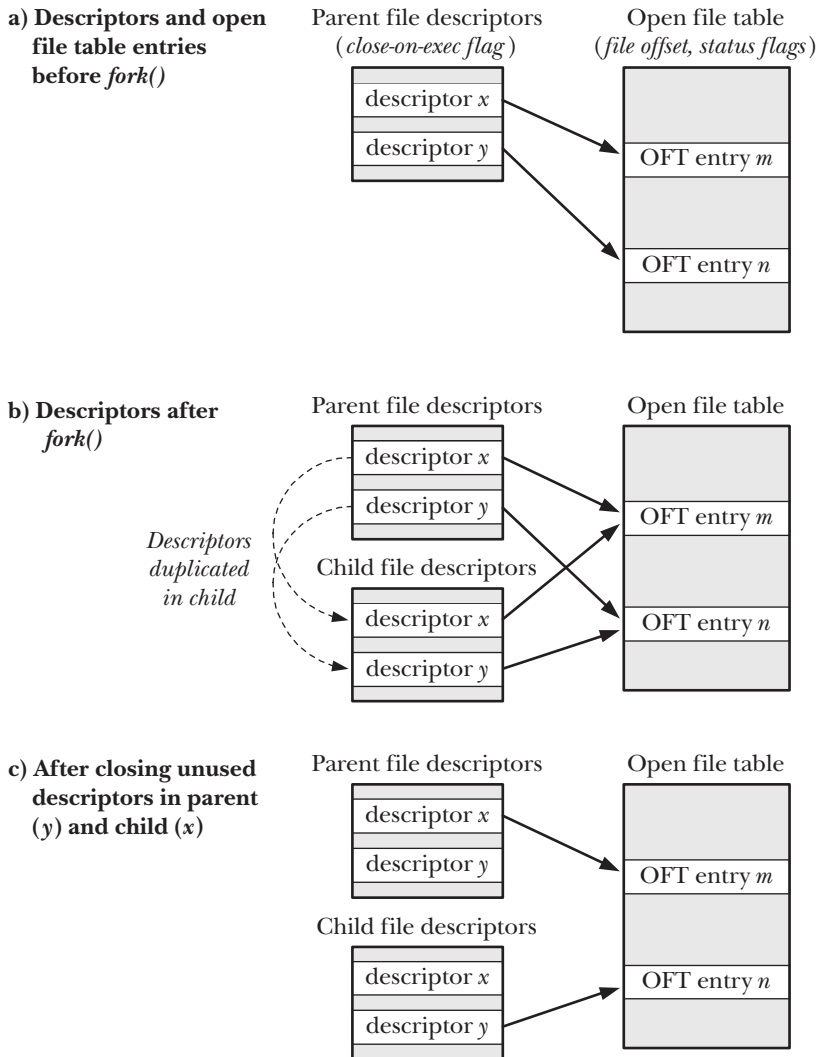 a) Descriptors and open
file table entries
before fork()
Parent file descriptors
(close-on-exec flag)
descriptor x
descriptor y
Open file table
(file offset, status flags)
OFT entry m
OFT entry n
b) Descriptors after
fork()
Descriptors
duplicated
in child
Parent file descriptors
descriptor x
descriptor y
Child file descriptors
descriptor x
descriptor y
Open file table
OFT entry m
OFT entry n
c) After closing unused
descriptors in parent
(y) and child (x)
Parent file descriptors
descriptor x
descriptor y
Child file descriptors
descriptor x
descriptor y
Open file table
OFT entry m
OFT entry n